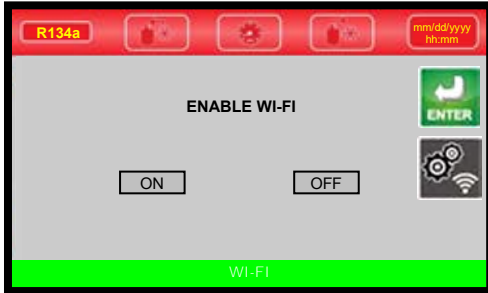 R134a
mm/dd/yyyy
hh:mm
ENABLE WI-FI
ENTER
ON OFF
WI-FI